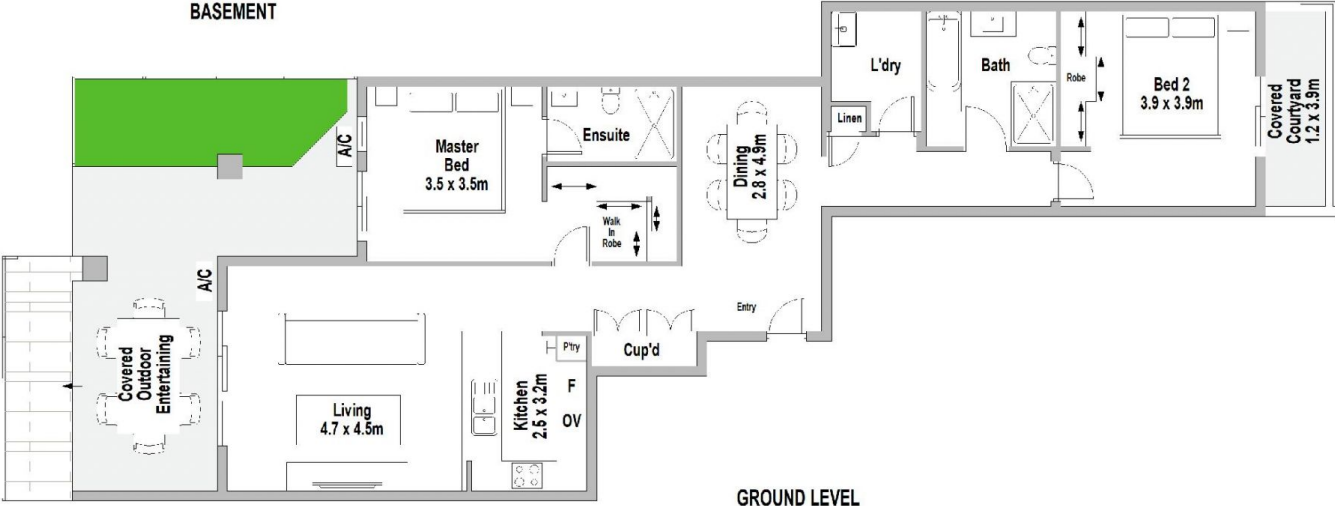 BASEMENT
L'dry
Bath
Robe
Bed 2
3.9 x 3.9m
Covered
Courtyard
1.2 x 3.9m
Linen
A/C
Master
Bed
3.5 x 3.5m
Ensuite
Dining
2.8 x 4.9m
Walk
In
Robe
A/C
Entry
Covered
Outdoor
Entertaining
Living
4.7 x 4.5m
Kitchen
2.5 x 3.2m
P'try
F
OV
Cup'd
GROUND LEVEL